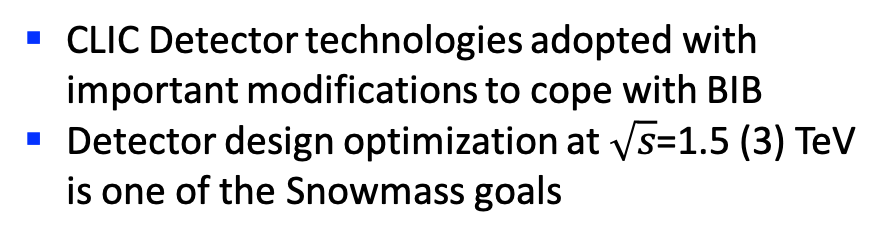 ▪ CLIC Detector technologies adopted with
important modifications to cope with BIB
▪ Detector design optimization at √s=1.5 (3) TeV
is one of the Snowmass goals